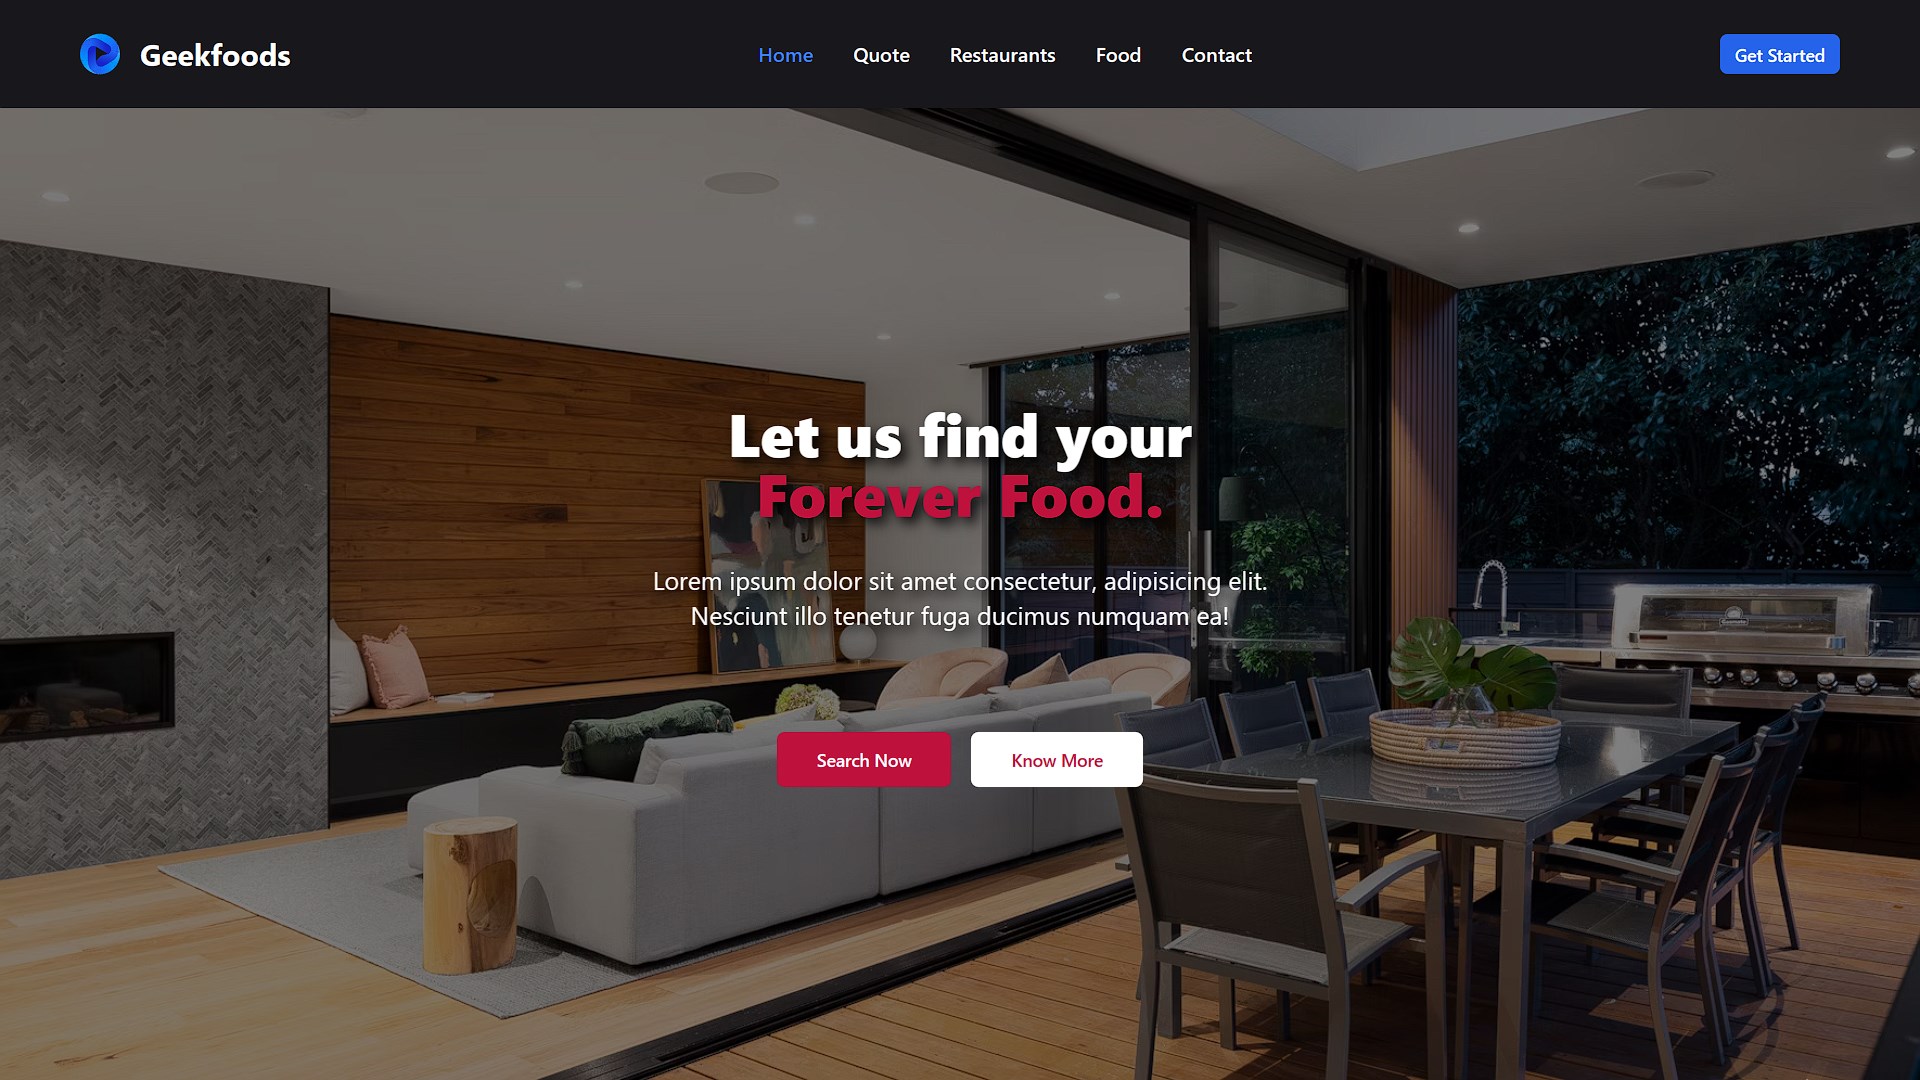 Geekfoods
Home
Quote
Restaurants
Food
Contact
Get Started
Let us find your
Forever Food.
Lorem ipsum dolor sit amet consectetur, adipisicing elit.
Nesciunt illo tenetur fuga ducimus numquam ea!
Search Now
Know More